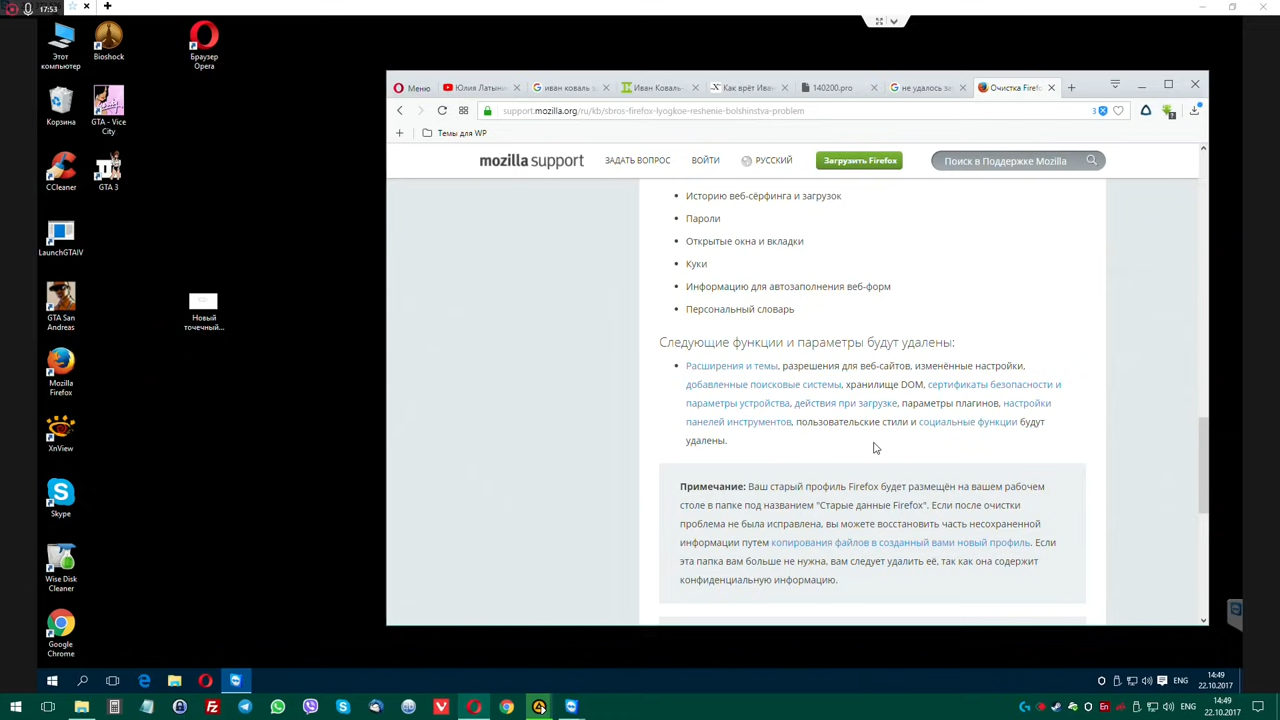 17:53
Этот компьютер
Bioshock
Браузер Opera
Корзина
GTA - Vice City
CCleaner
GTA 3
LaunchGTAIV
GTA San Andreas
Новый точечный...
Mozilla Firefox
XnView
Skype
Wise Disk Cleaner
Google Chrome
Меню
Юлия Латыни
иван коваль з
Иван Коваль-
Как врёт Иван
140200.pro
не удалось за
Очистка Firefo
support.mozilla.org/ru/kb/sbros-firefox-lyogkoe-reshenie-bolshinstva-problem
3
7
Темы для WP
mozilla support
ЗАДАТЬ ВОПРОС
ВОЙТИ
РУССКИЙ
Загрузить Firefox
Поиск в Поддержке Mozilla
Историю веб-сёрфинга и загрузок
Пароли
Открытые окна и вкладки
Куки
Информацию для автозаполнения веб-форм
Персональный словарь
Следующие функции и параметры будут удалены:
Расширения и темы, разрешения для веб-сайтов, изменённые настройки,
добавленные поисковые системы, хранилище DOM, сертификаты безопасности и
параметры устройства, действия при загрузке, параметры плагинов, настройки
панелей инструментов, пользовательские стили и социальные функции будут
удалены.
Примечание: Ваш старый профиль Firefox будет размещён на вашем рабочем
столе в папке под названием "Старые данные Firefox". Если после очистки
проблема не была исправлена, вы можете восстановить часть несохраненной
информации путем копирования файлов в созданный вами новый профиль. Если
эта папка вам больше не нужна, вам следует удалить её, так как она содержит
конфиденциальную информацию.
ENG
14:49
22.10.2017
ENG
14:49
22.10.2017